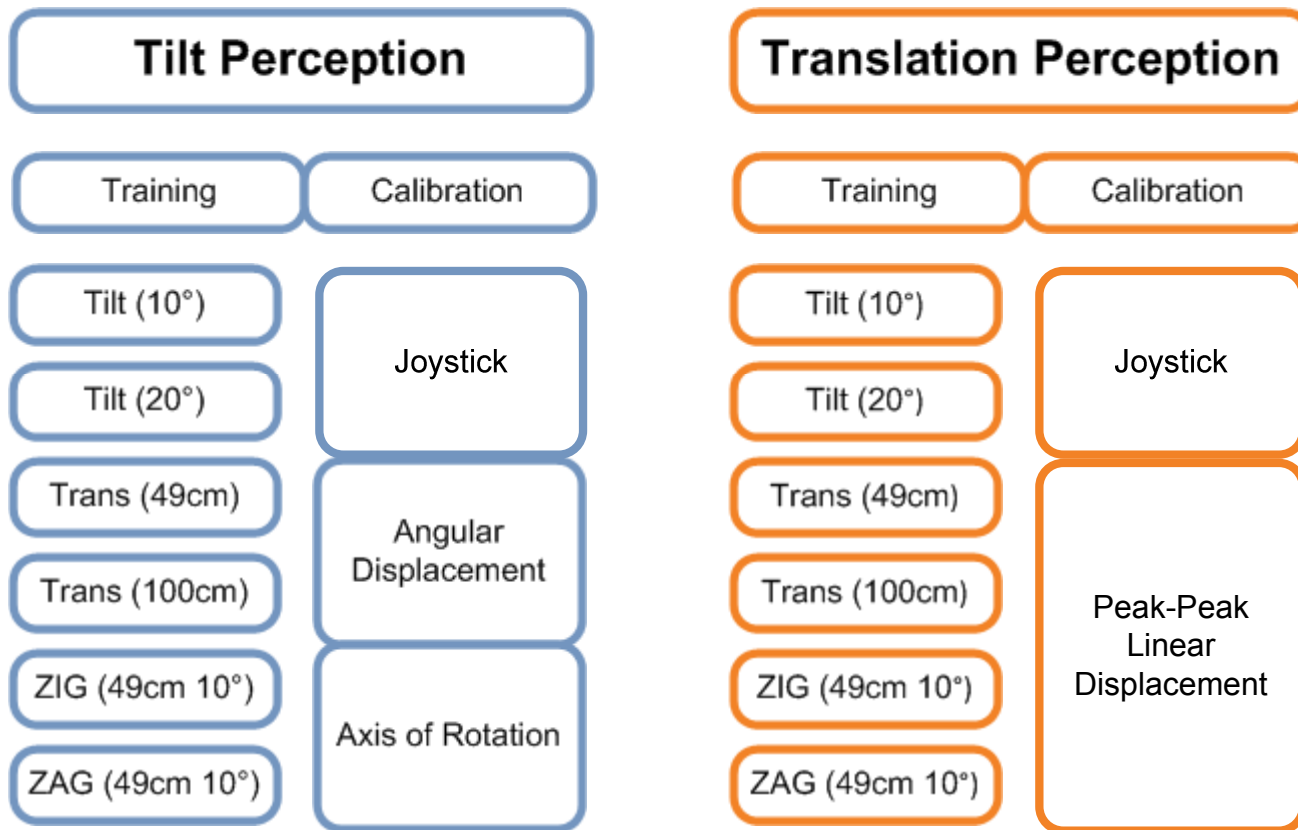 Tilt Perception
Training
Calibration
Tilt (10°)
Tilt (20°)
Trans (49cm)
Trans (100cm)
ZIG (49cm 10°)
ZAG (49cm 10°)
Joystick
Angular
Displacement
Axis of Rotation
Translation Perception
Training
Calibration
Tilt (10°)
Tilt (20°)
Trans (49cm)
Trans (100cm)
ZIG (49cm 10°)
ZAG (49cm 10°)
Joystick
Peak-Peak
Linear
Displacement